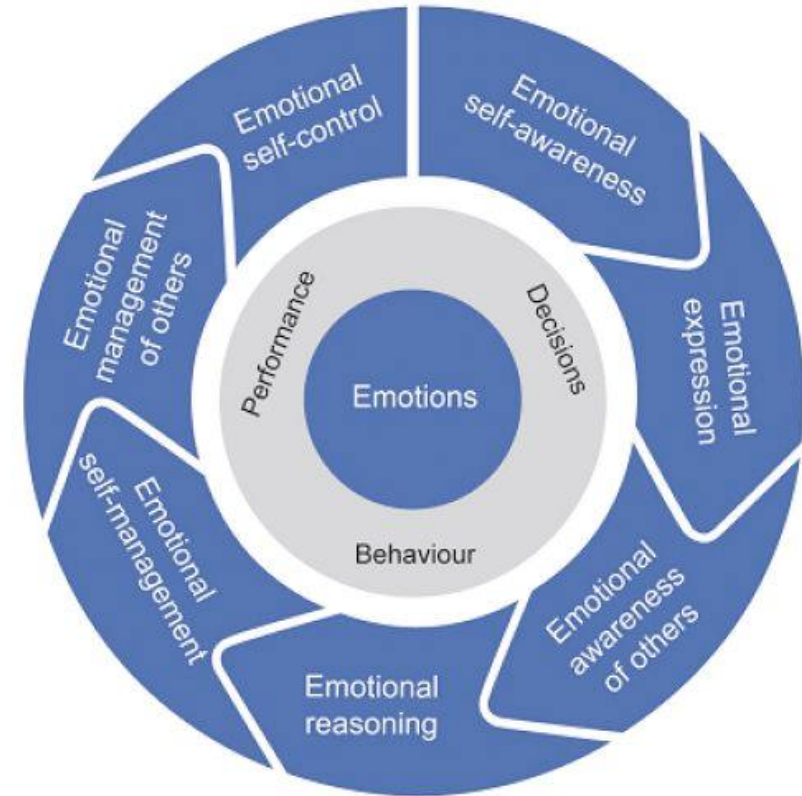 Emotional
self-awareness
Emotional
expression
Emotional
awareness
of others
Emotional
reasoning
Emotional
self-management
Emotional
management
of others
Emotional
self-control
Performance
Decisions
Behaviour
Emotions